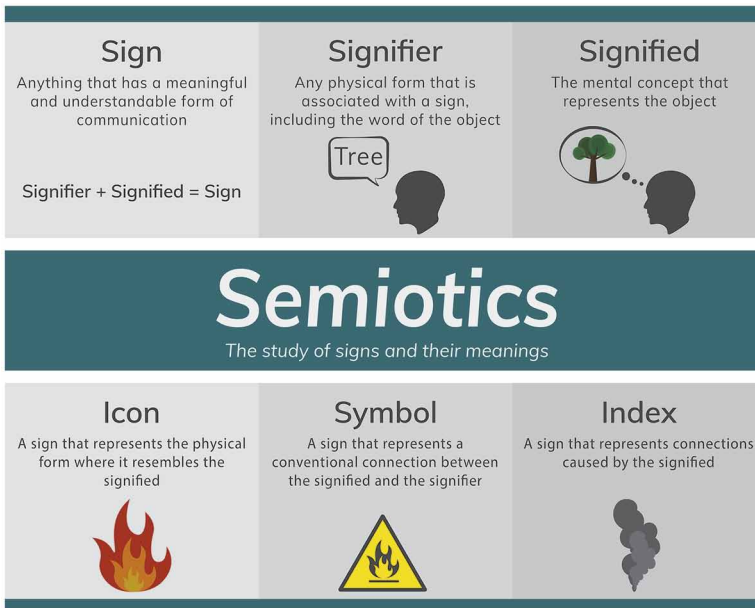 Sign
Anything that has a meaningful
and understandable form of
communication
Signifier + Signified = Sign
Signifier
Any physical form that is
associated with a sign,
including the word of the object
Tree
Signified
The mental concept that
represents the object
Semiotics
The study of signs and their meanings
Icon
A sign that represents the physical
form where it resembles the
signified
Symbol
A sign that represents a
conventional connection between
the signified and the signifier
Index
A sign that represents connections
caused by the signified